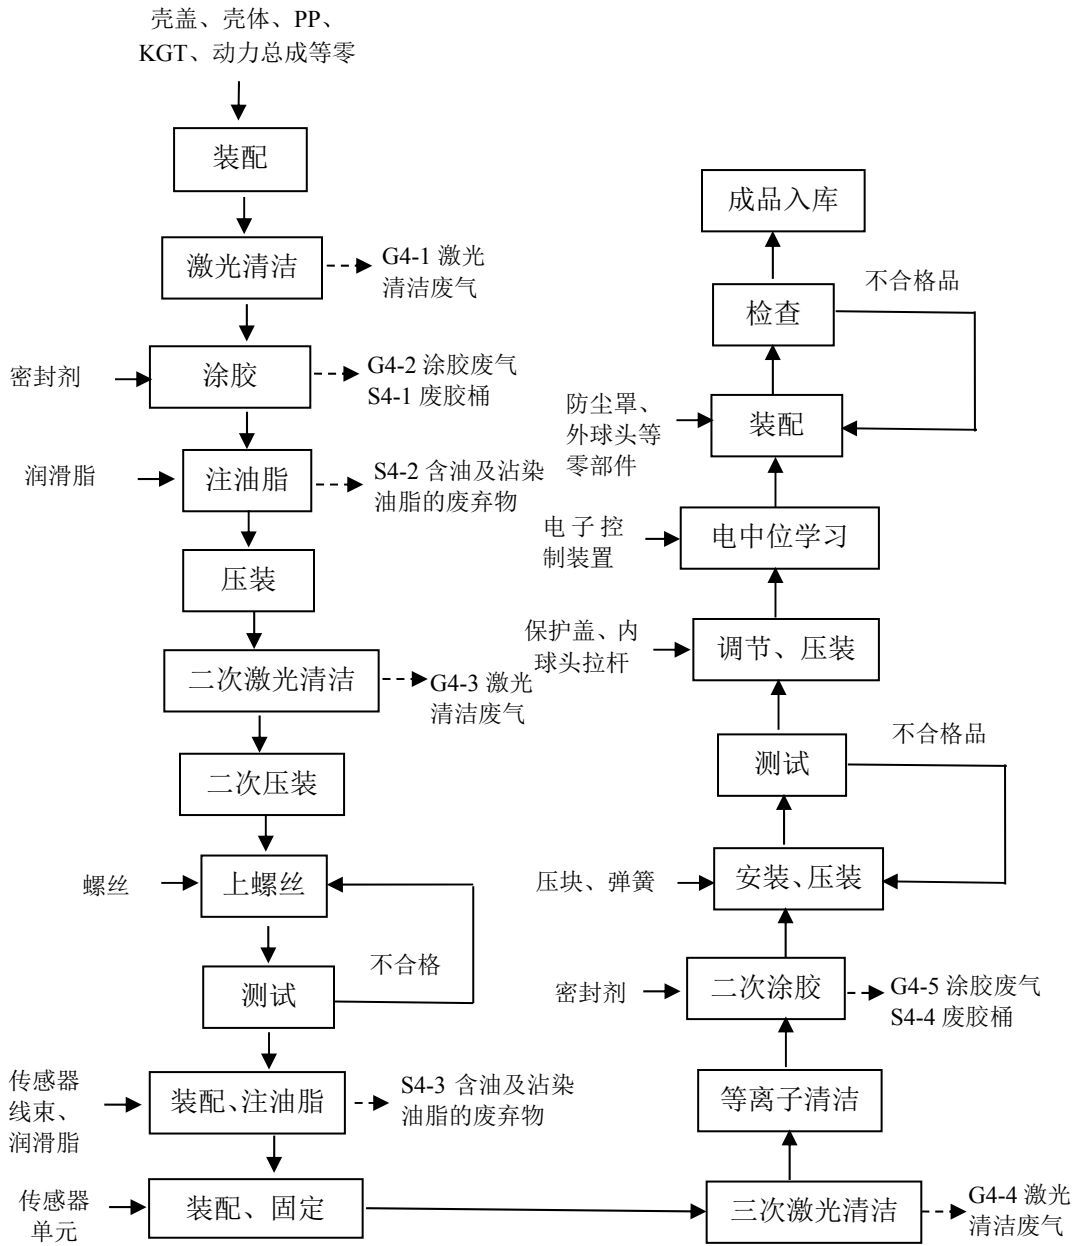 壳盖、壳体、PP、
KGT、动力总成等零
装配
激光清洁
G4-1 激光
清洁废气
密封剂
涂胶
G4-2 涂胶废气
S4-1 废胶桶
润滑脂
注油脂
S4-2 含油及沾染
油脂的废弃物
压装
二次激光清洁
G4-3 激光
清洁废气
二次压装
螺丝
上螺丝
不合格
测试
传感器
线束、
润滑脂
装配、注油脂
S4-3 含油及沾染
油脂的废弃物
传感器
单元
装配、固定
三次激光清洁
G4-4 激光
清洁废气
等离子清洁
密封剂
二次涂胶
G4-5 涂胶废气
S4-4 废胶桶
压块、弹簧
安装、压装
测试
不合格品
保护盖、内
球头拉杆
调节、压装
电子控
制装置
电中位学习
防尘罩、
外球头等
零部件
装配
检查
不合格品
成品入库